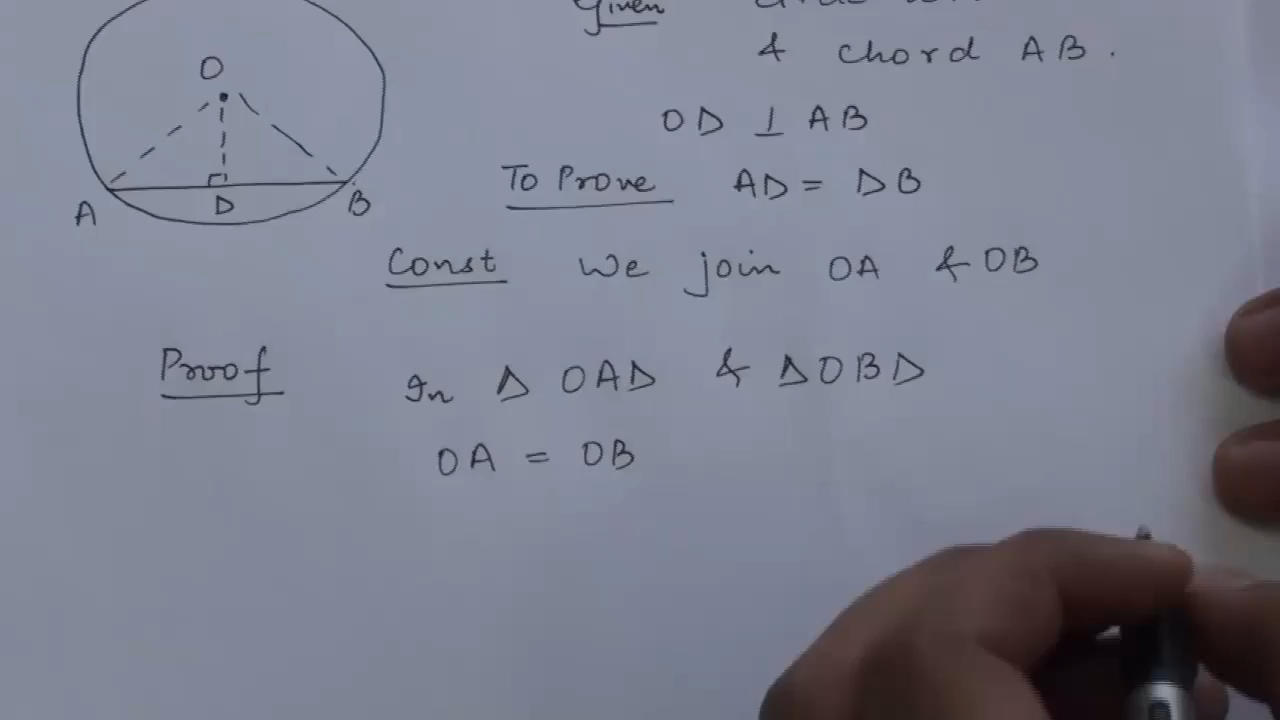 O
A
D
B
Given
& chord AB.
OD ⊥ AB
To Prove AD = DB
Const We join OA & OB
Proof In Δ OAD & Δ OBD
OA = OB